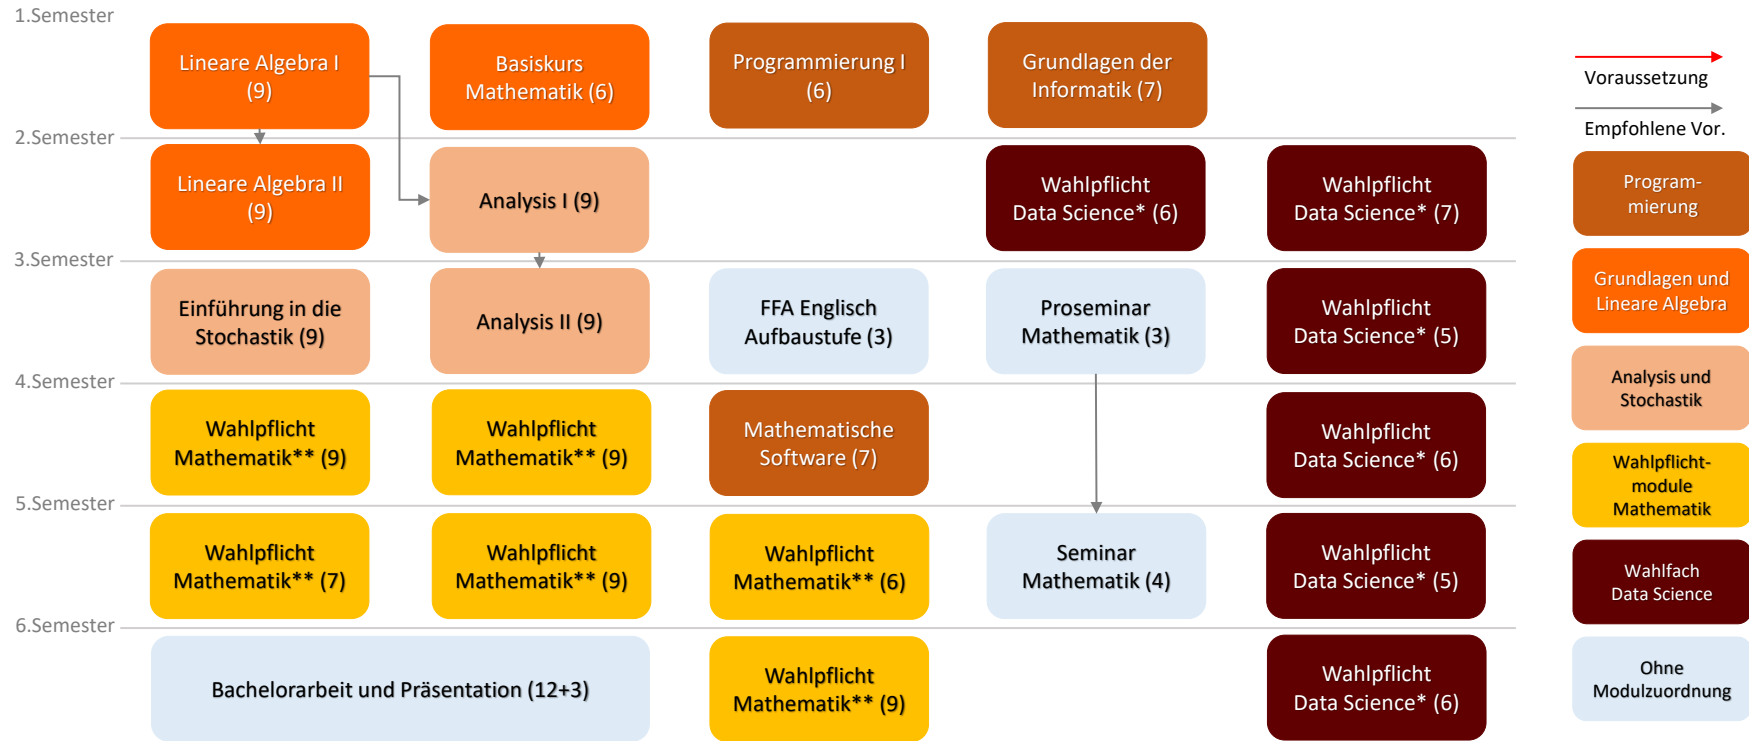 1.Semester
Lineare Algebra I
(9)
Basiskurs
Mathematik (6)
Programmierung I
(6)
Grundlagen der
Informatik (7)
2.Semester
Lineare Algebra II
(9)
Analysis I (9)
Wahlpflicht
Data Science* (6)
Wahlpflicht
Data Science* (7)
3.Semester
Einführung in die
Stochastik (9)
Analysis II (9)
FFA Englisch
Aufbaustufe (3)
Proseminar
Mathematik (3)
Wahlpflicht
Data Science* (5)
4.Semester
Wahlpflicht
Mathematik** (9)
Wahlpflicht
Mathematik** (9)
Mathematische
Software (7)
Wahlpflicht
Data Science* (6)
5.Semester
Wahlpflicht
Mathematik** (7)
Wahlpflicht
Mathematik** (9)
Wahlpflicht
Mathematik** (6)
Seminar
Mathematik (4)
Wahlpflicht
Data Science* (5)
6.Semester
Bachelorarbeit und Präsentation (12+3)
Wahlpflicht
Mathematik** (9)
Wahlpflicht
Data Science* (6)
Voraussetzung
Empfohlene Vor.
Program-
mierung
Grundlagen und
Lineare Algebra
Analysis und
Stochastik
Wahlpflicht-
module
Mathematik
Wahlfach
Data Science
Ohne
Modulzuordnung